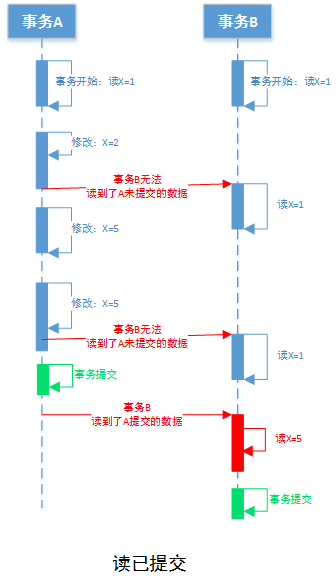 事务A
事务B
事务开始：读X=1
事务开始：读X=1
修改：X=2
事务B无法
读到了A未提交的数据
读X=1
修改：X=5
修改：X=5
事务B无法
读到了A未提交的数据
读X=1
事务提交
事务B
读到了A提交的数据
读X=5
事务提交
读已提交